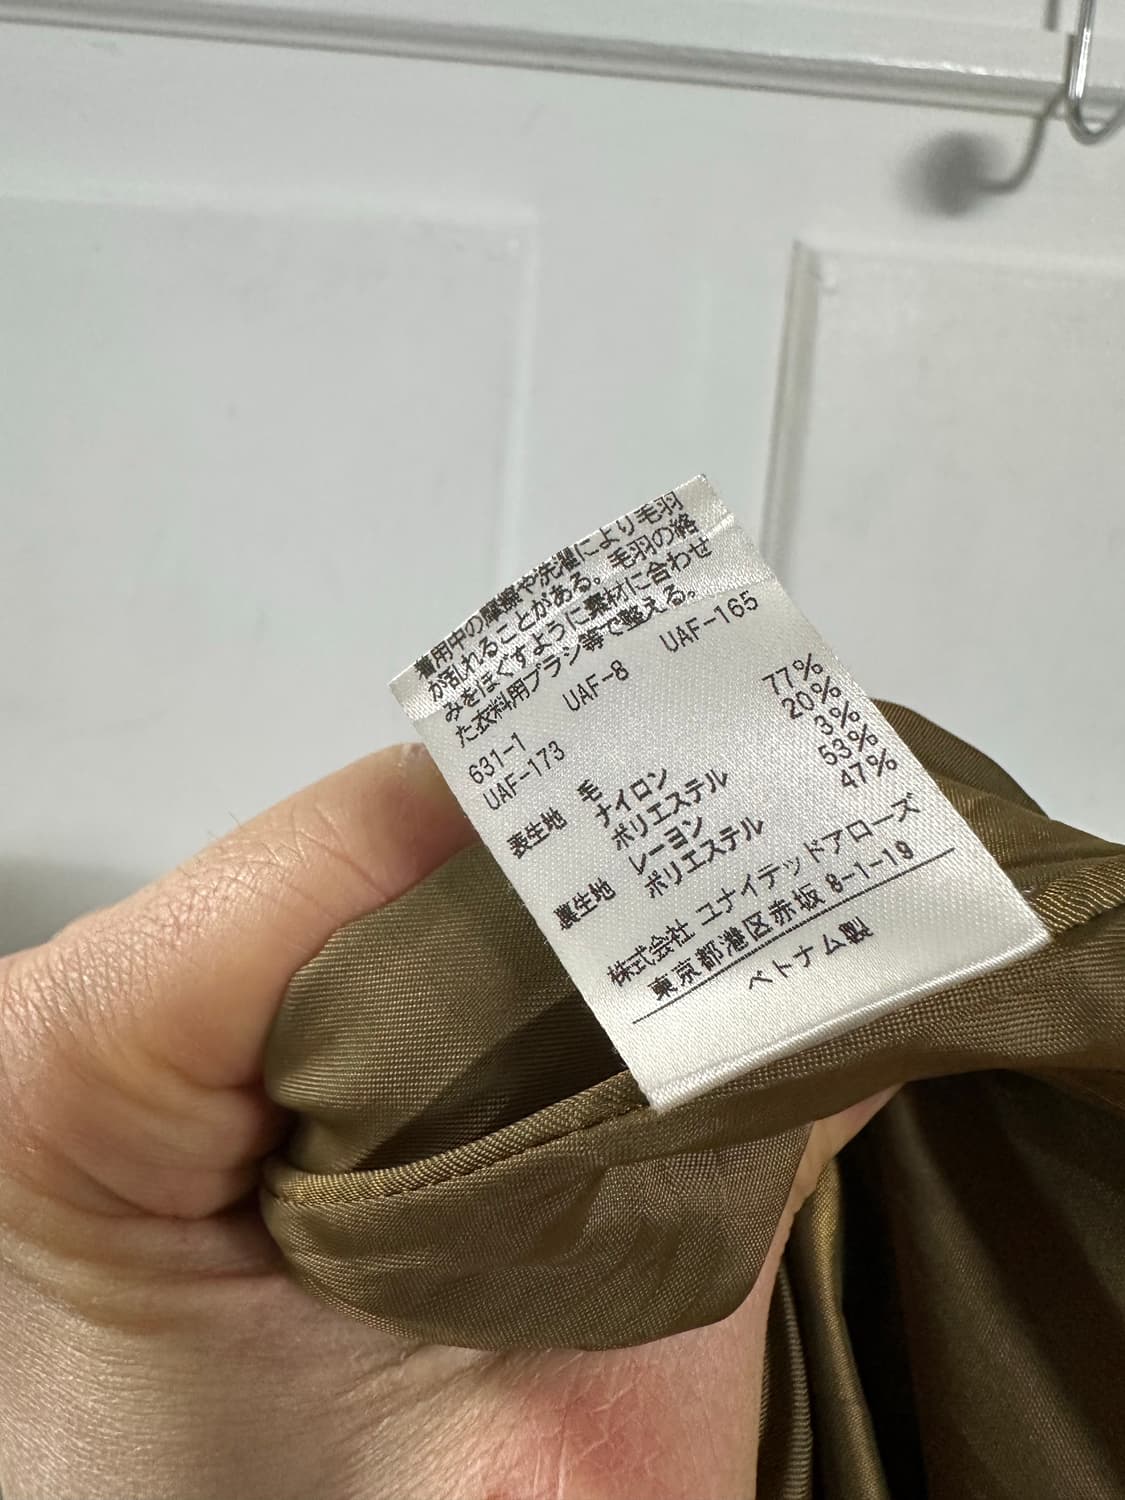 着用中の摩擦や洗濯により毛羽
が乱れることがある。毛羽の絡
みをほぐすように素材に合わせ
た衣料用ブラシ等で整える。
631-1 UAF-8 UAF-165
UAF-173
表生地 毛 77%
ナイロン 20%
ポリエステル 3%
裏生地 レーヨン 53%
ポリエステル 47%
株式会社 ユナイテッドアローズ
東京都港区赤坂 8-1-19
ベトナム製